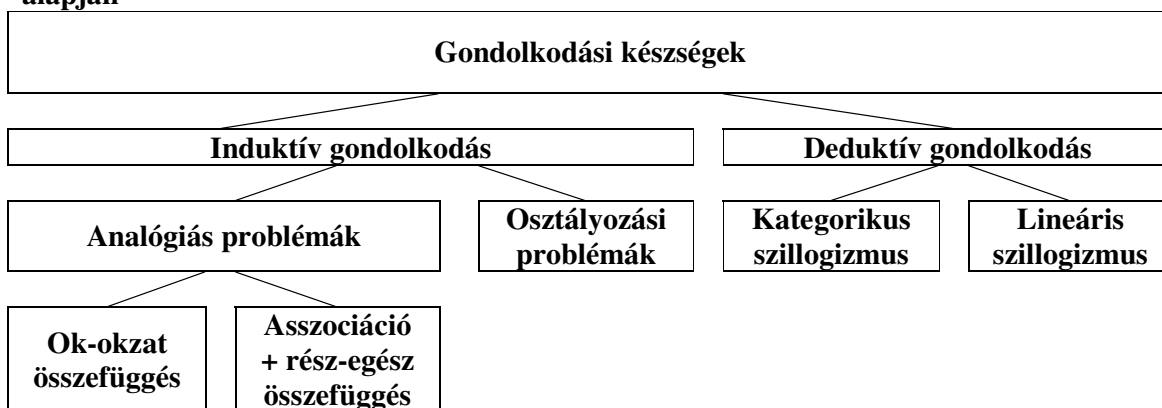 alapján
Gondolkodási készségek
Induktív gondolkodás
Deduktív gondolkodás
Analógiás problémák
Osztályozási
problémák
Kategorikus
szillogizmus
Lineáris
szillogizmus
Ok-okzat
összefüggés
Asszociáció
+ rész-egész
összefüggés